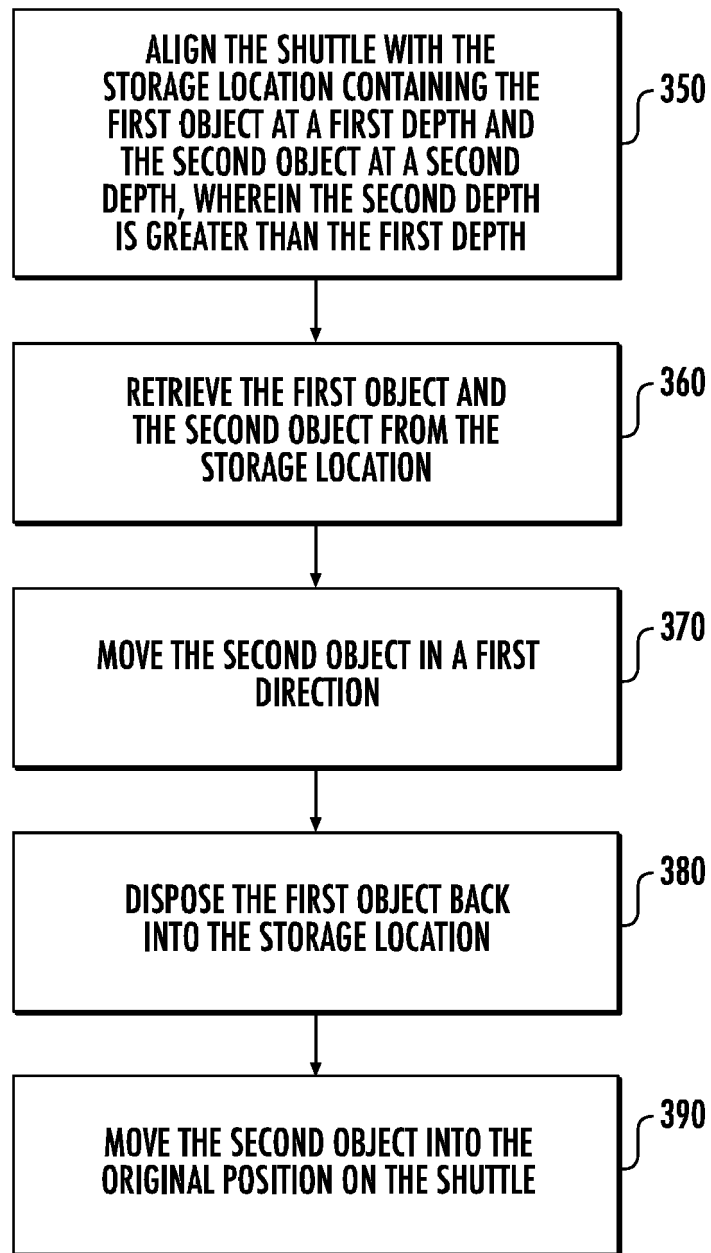 ALIGN THE SHUTTLE WITH THE
STORAGE LOCATION CONTAINING THE
FIRST OBJECT AT A FIRST DEPTH AND
THE SECOND OBJECT AT A SECOND
DEPTH, WHEREIN THE SECOND DEPTH
IS GREATER THAN THE FIRST DEPTH
350
RETRIEVE THE FIRST OBJECT AND
THE SECOND OBJECT FROM THE
STORAGE LOCATION
360
MOVE THE SECOND OBJECT IN A FIRST
DIRECTION
370
DISPOSE THE FIRST OBJECT BACK
INTO THE STORAGE LOCATION
380
MOVE THE SECOND OBJECT INTO THE
ORIGINAL POSITION ON THE SHUTTLE
390